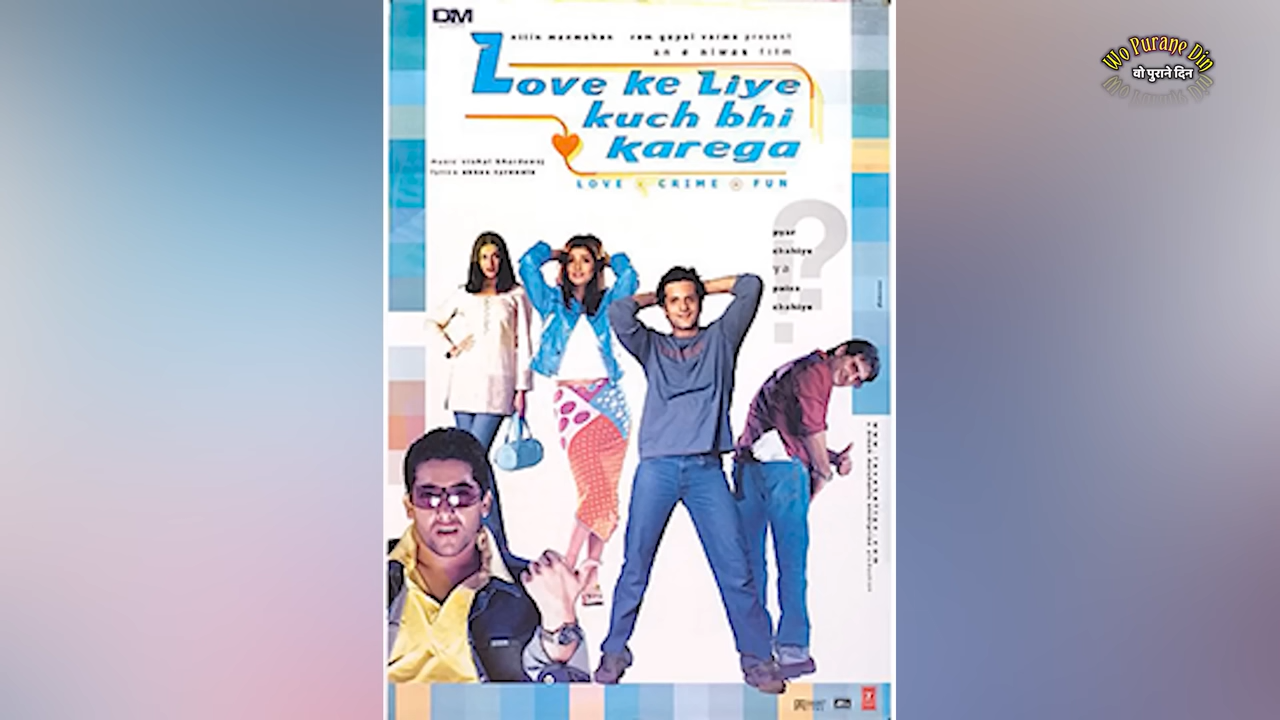 DM
nitin manmohan ram gopal varma present
an e niwas film
Love ke Liye
kuch bhi
karega
music vishal bhardwaj
lyrics abbas tyrewala
LOVE CRIME FUN
pyar
chahiye
ya
paisa
chahiye
?
Wo Purane Din
वो पुराने दिन